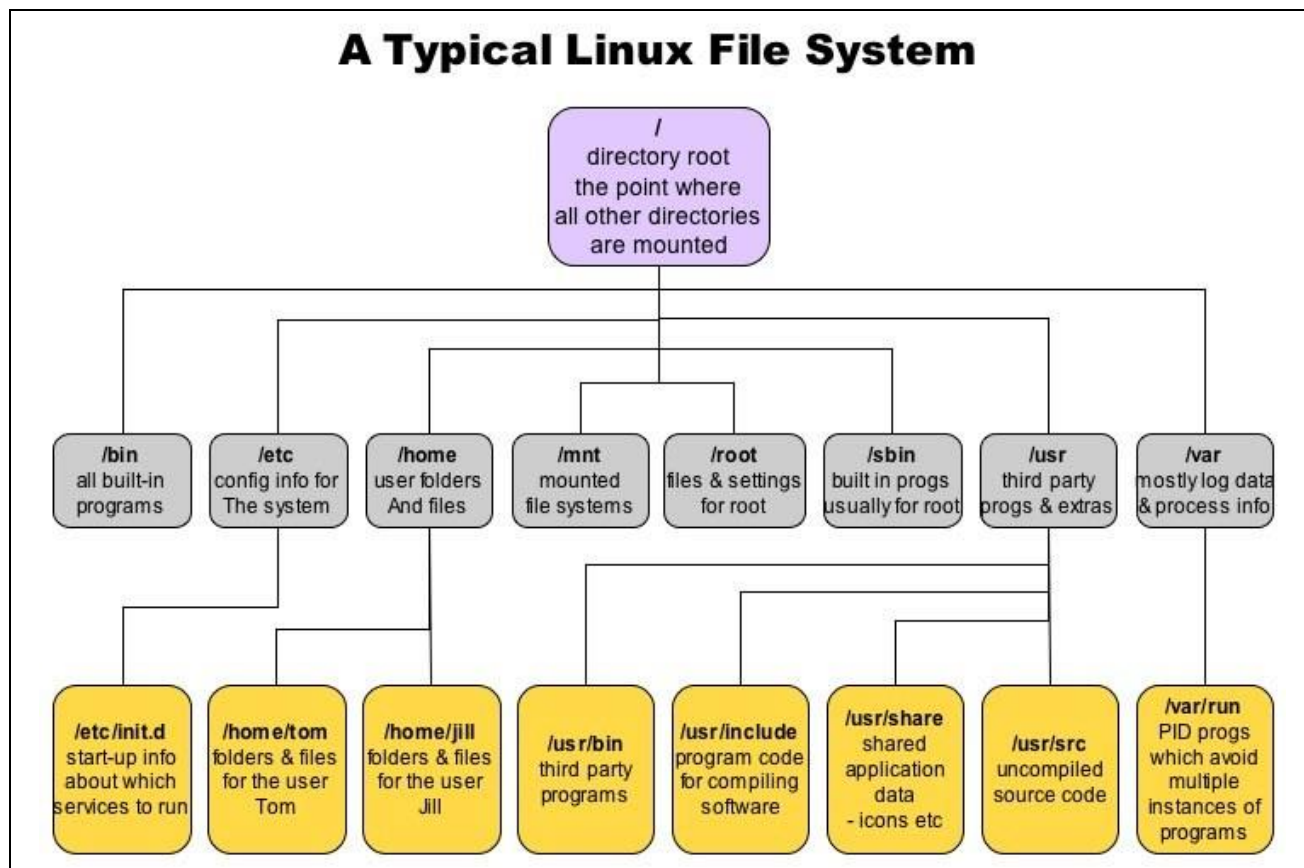 A Typical Linux File System
/
directory root
the point where
all other directories
are mounted
/bin
all built-in
programs
/etc
config info for
The system
/home
user folders
And files
/mnt
mounted
file systems
/root
files & settings
for root
/sbin
built in progs
usually for root
/usr
third party
progs & extras
/var
mostly log data
& process info
/etc/init.d
start-up info
about which
services to run
/home/tom
folders & files
for the user
Tom
/home/jill
folders & files
for the user
Jill
/usr/bin
third party
programs
/usr/include
program code
for compiling
software
/usr/share
shared
application
data
- icons etc
/usr/src
uncompiled
source code
/var/run
PID progs
which avoid
multiple
instances of
programs